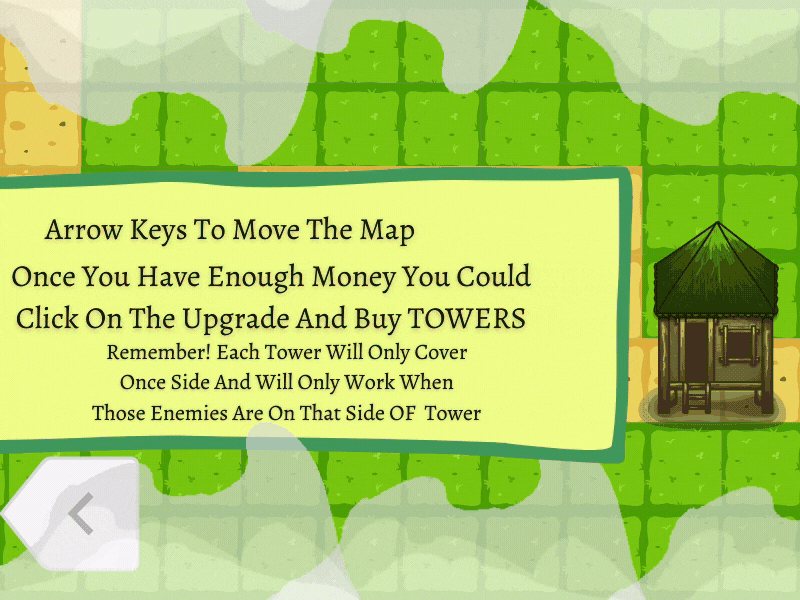 Arrow Keys To Move The Map
Once You Have Enough Money You Could
Click On The Upgrade And Buy TOWERS
Remember! Each Tower Will Only Cover
Once Side And Will Only Work When
Those Enemies Are On That Side OF Tower